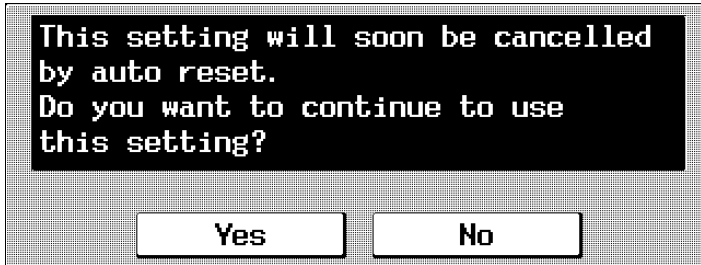 This setting will soon be cancelled
by auto reset.
Do you want to continue to use
this setting?
Yes No